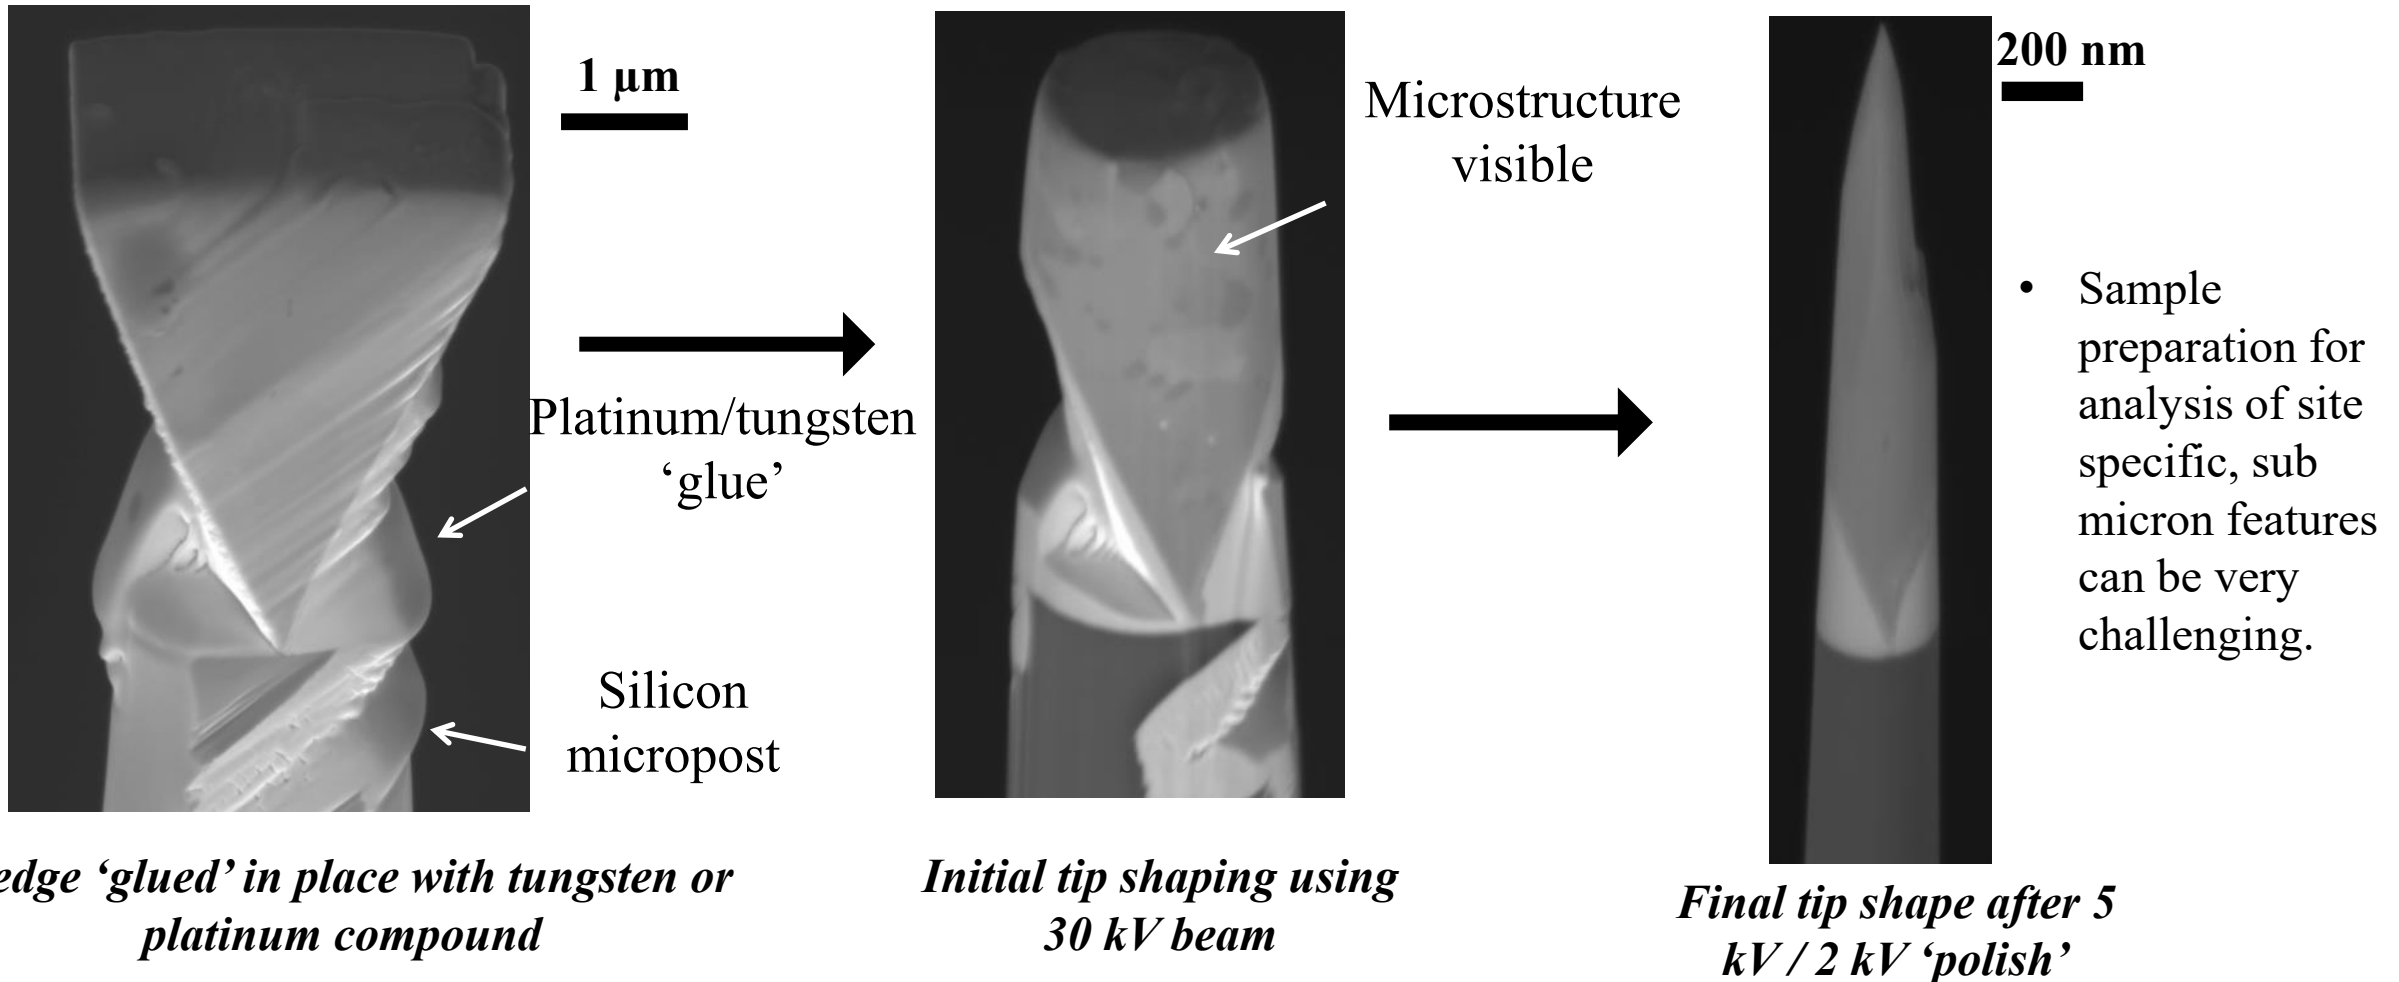 1 μm
Platinum/tungsten
‘glue’
Silicon
micropost
edge ‘glued’ in place with tungsten or
platinum compound
Microstructure
visible
Initial tip shaping using
30 kV beam
200 nm
• Sample
preparation for
analysis of site
specific, sub
micron features
can be very
challenging.
Final tip shape after 5
kV / 2 kV ‘polish’